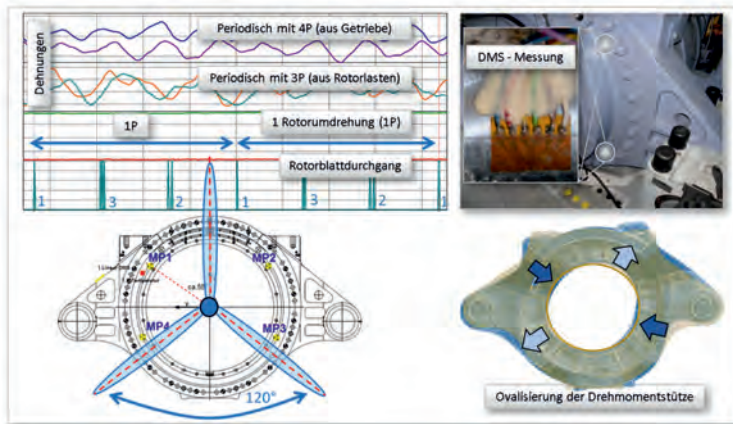 Dehnungen
Periodisch mit 4P (aus Getriebe)
Periodisch mit 3P (aus Rotorlasten)
1P
1 Rotorumdrehung (1P)
Rotorblattdurchgang
1 3 2 1 3 2 1
DMS - Messung
MP1
MP2
MP4
MP3
120°
Ovalisierung der Drehmomentstütze